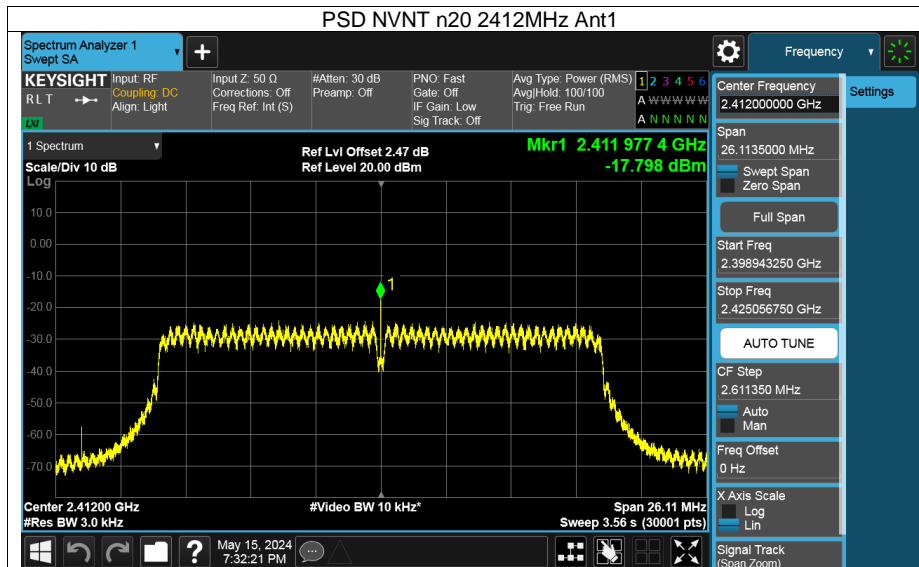 PSD NVNT n20 2412MHz Ant1
Spectrum Analyzer 1
Swept SA
+
Frequency
KEYSIGHT
RLT
LXI
Input: RF
Coupling: DC
Align: Light
Input Z: 50 Ω
Corrections: Off
Freq Ref: Int (S)
#Atten: 30 dB
Preamp: Off
PNO: Fast
Gate: Off
IF Gain: Low
Sig Track: Off
Avg Type: Power (RMS)
Avg|Hold: 100/100
Trig: Free Run
1 2 3 4 5 6
A W W W W W
A N N N N N
1 Spectrum
Scale/Div 10 dB
Log
Ref Lvl Offset 2.47 dB
Ref Level 20.00 dBm
Mkr1 2.411 977 4 GHz
-17.798 dBm
10.0
0.00
-10.0
-20.0
-30.0
-40.0
-50.0
-60.0
-70.0
1
Center 2.41200 GHz
#Res BW 3.0 kHz
#Video BW 10 kHz*
Span 26.11 MHz
Sweep 3.56 s (30001 pts)
?
May 15, 2024
7:32:21 PM
Center Frequency
2.412000000 GHz
Span
26.1135000 MHz
Swept Span
Zero Span
Full Span
Start Freq
2.398943250 GHz
Stop Freq
2.425056750 GHz
AUTO TUNE
CF Step
2.611350 MHz
Auto
Man
Freq Offset
0 Hz
X Axis Scale
Log
Lin
Signal Track
(Span Zoom)
Settings